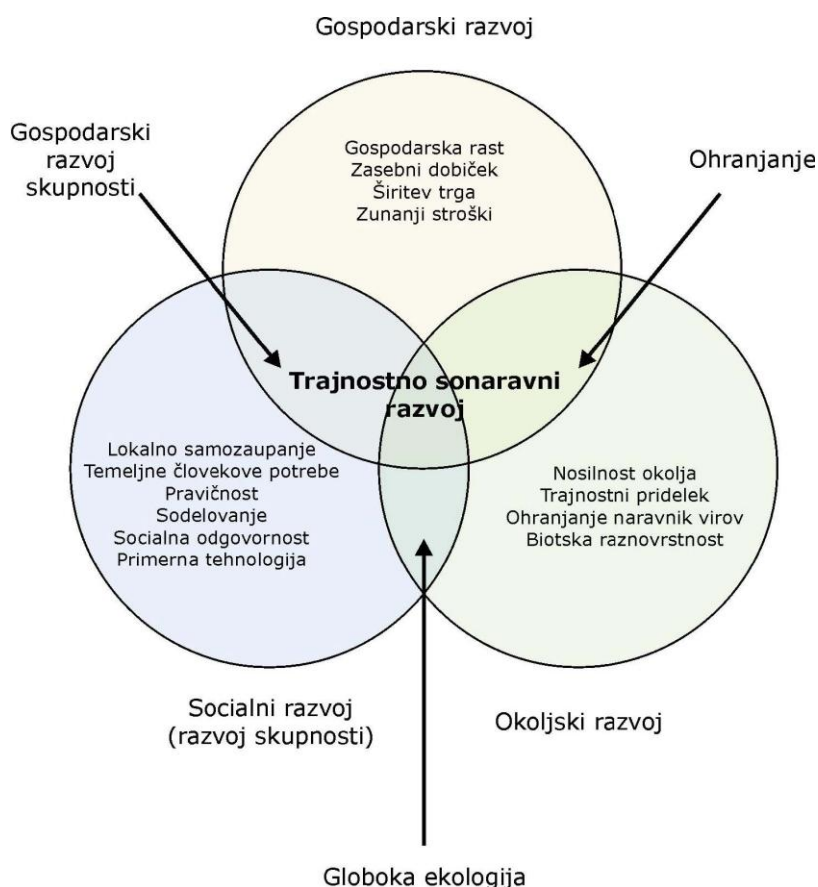 Gospodarski razvoj
Gospodarski
razvoj
skupnosti
Ohranjanje
Gospodarska rast
Zasebni dobiček
Širitev trga
Zunanji stroški
Trajnostno sonaravni
razvoj
Lokalno samozaupanje
Temeljne človekove potrebe
Pravičnost
Sodelovanje
Socialna odgovornost
Primerna tehnologija
Nosilnost okolja
Trajnostni pridelek
Ohranjanje naravnik virov
Biotska raznovrstnost
Socialni razvoj
(razvoj skupnosti)
Okoljski razvoj
Globoka ekologija